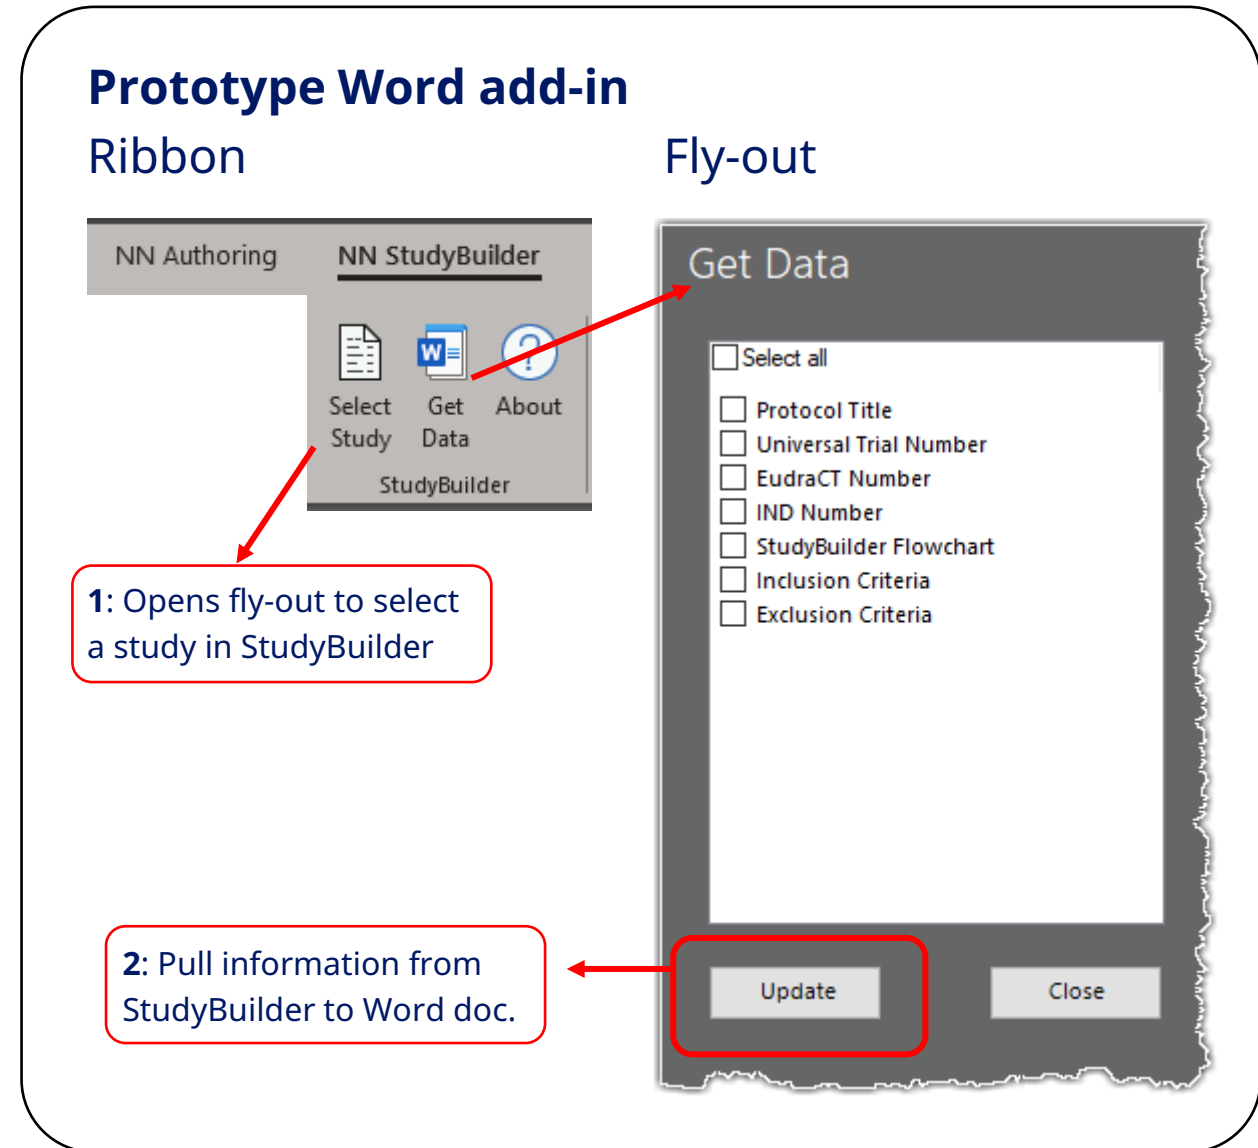 Prototype Word add-in
Ribbon
Fly-out
NN Authoring
NN StudyBuilder
Select
Study
Get
Data
About
StudyBuilder
1: Opens fly-out to select
a study in StudyBuilder
Get Data
Select all
Protocol Title
Universal Trial Number
EudraCT Number
IND Number
StudyBuilder Flowchart
Inclusion Criteria
Exclusion Criteria
2: Pull information from
StudyBuilder to Word doc.
Update
Close